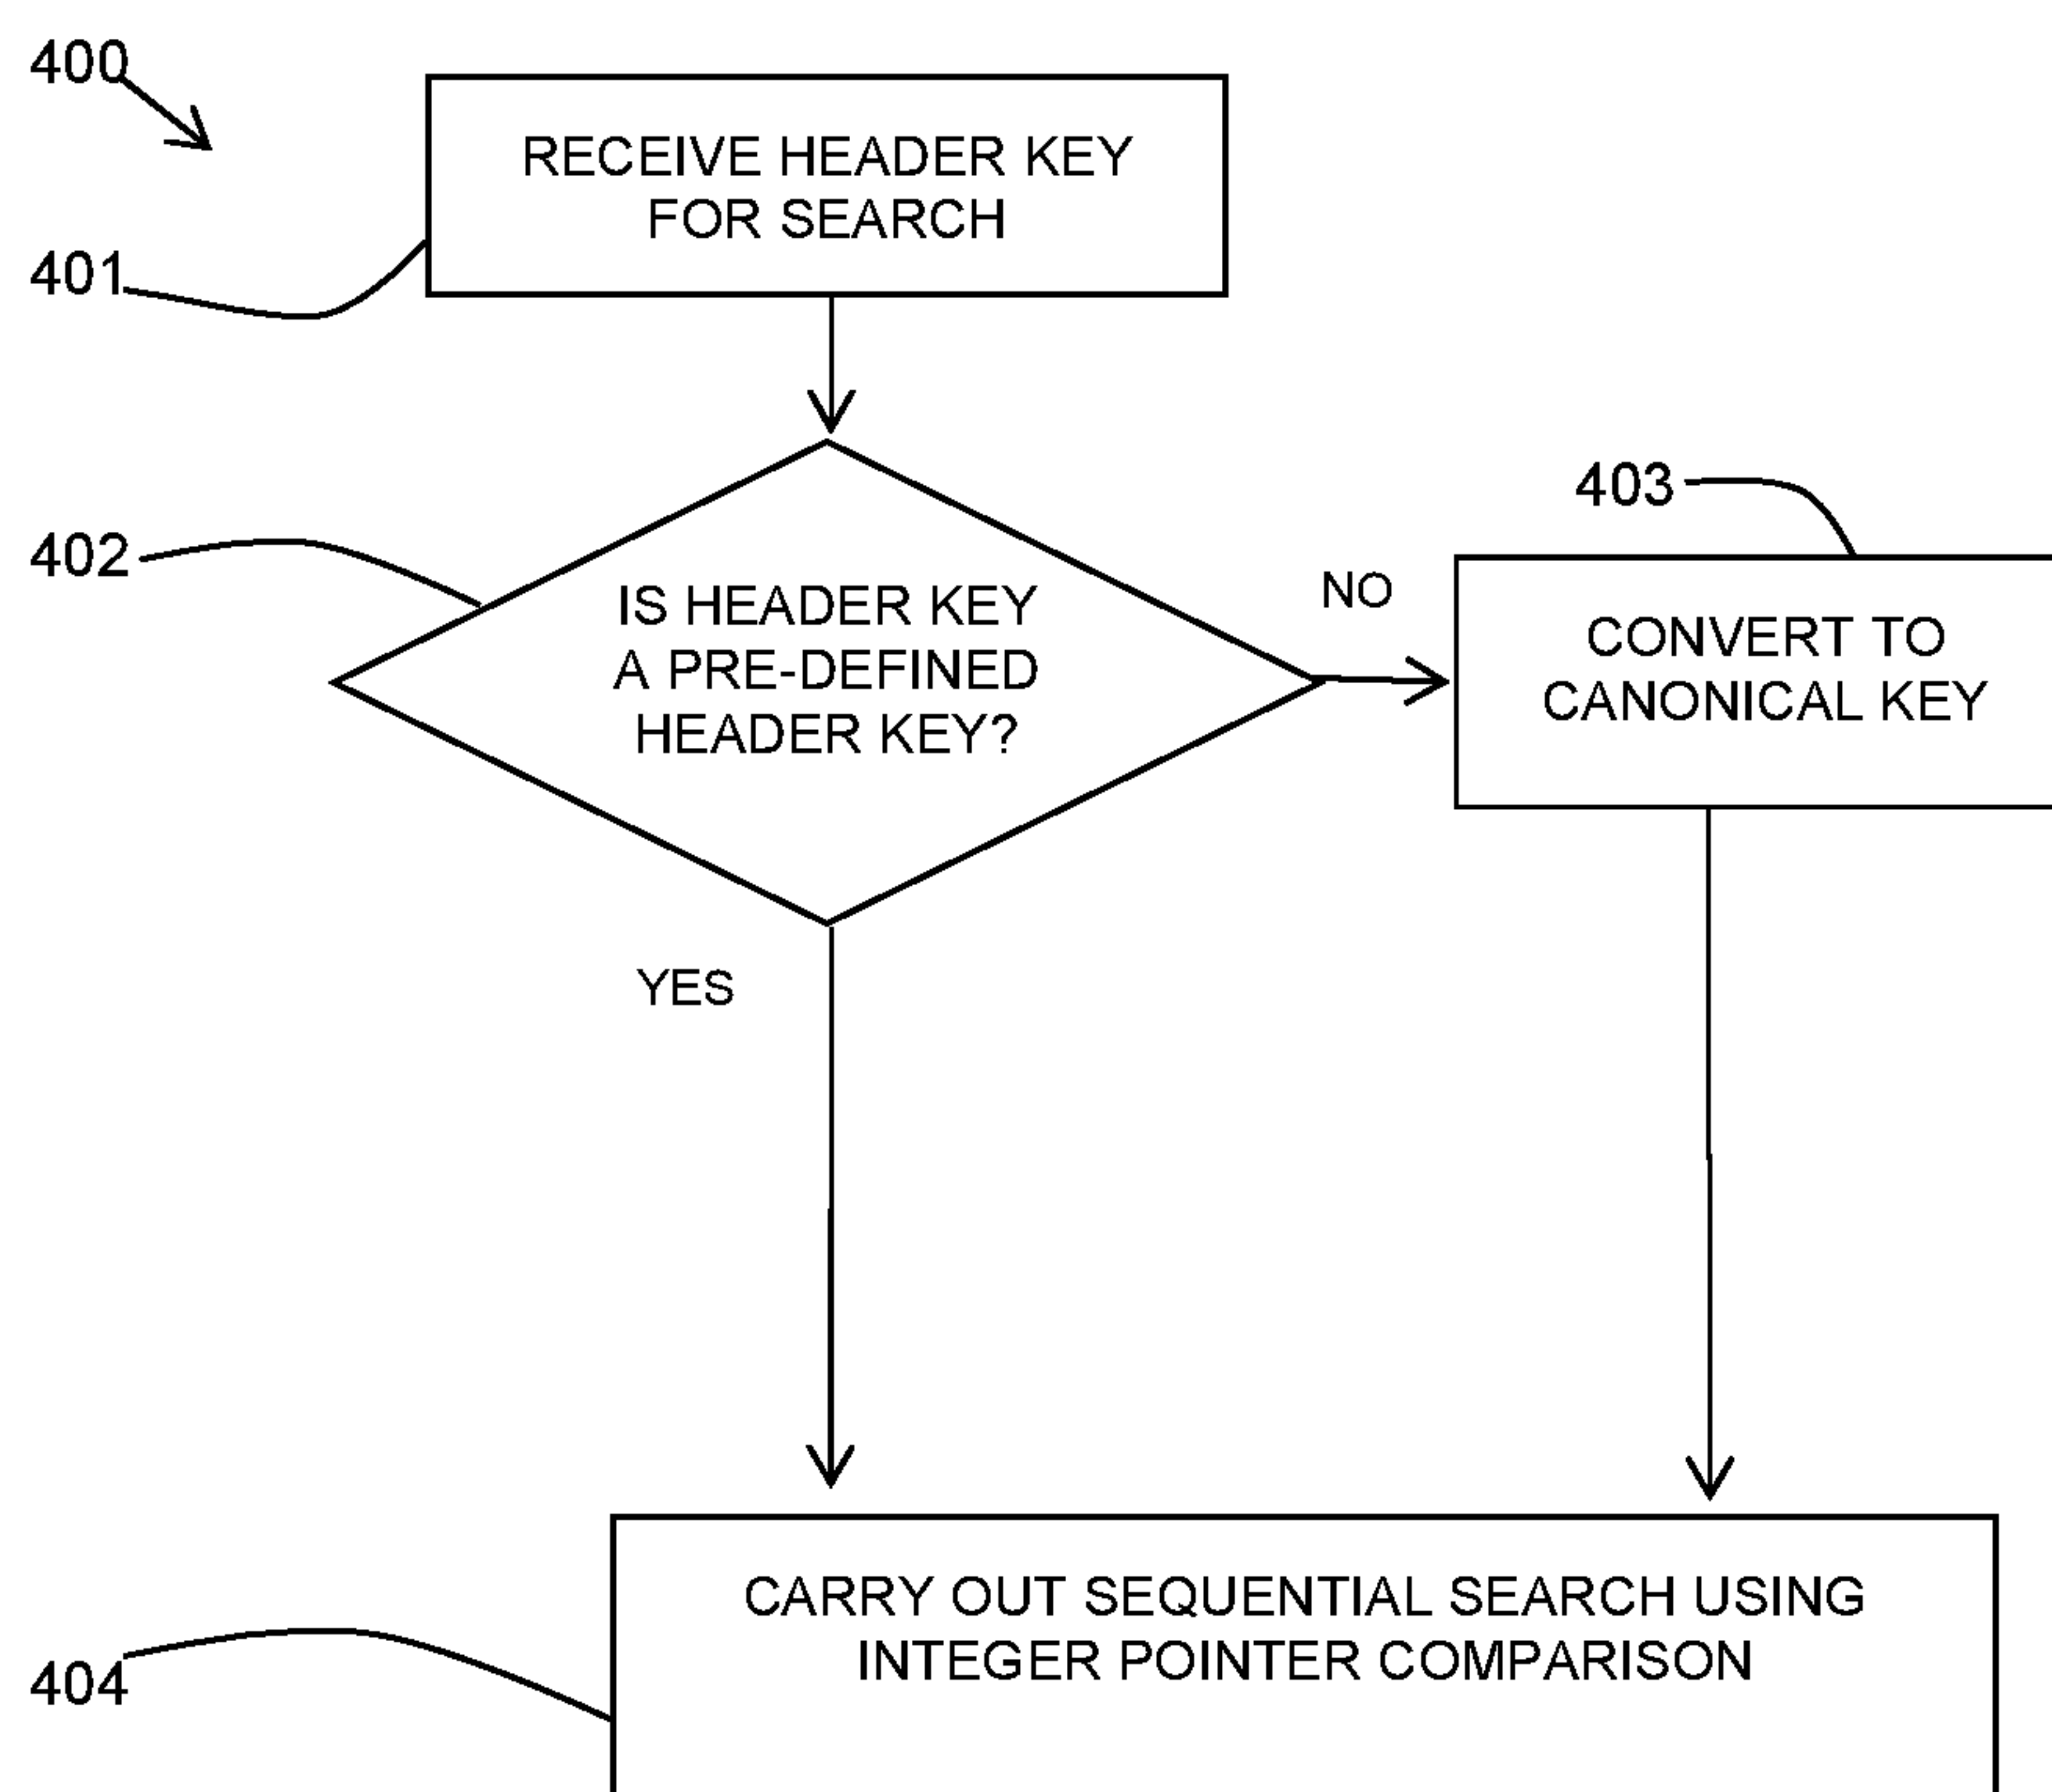 400
RECEIVE HEADER KEY
FOR SEARCH
401
402
IS HEADER KEY
A PRE-DEFINED
HEADER KEY?
NO
403
CONVERT TO
CANONICAL KEY
YES
CARRY OUT SEQUENTIAL SEARCH USING
INTEGER POINTER COMPARISON
404